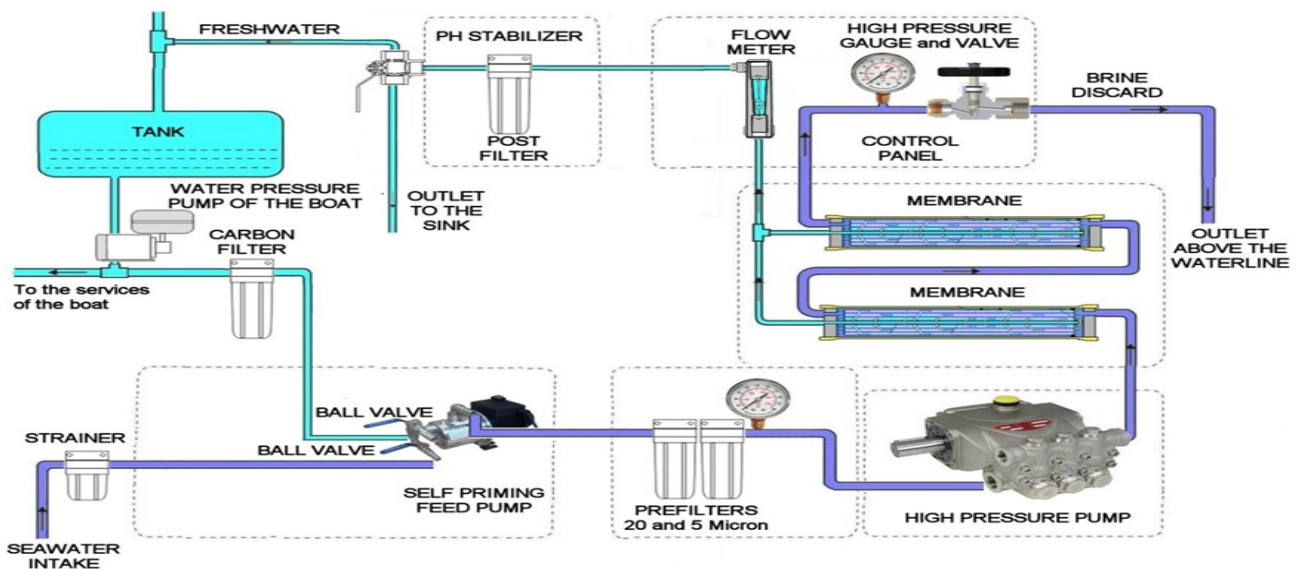 FRESHWATER
PH STABILIZER
FLOW
METER
HIGH PRESSURE
GAUGE and VALVE
BRINE
DISCARD
TANK
POST
FILTER
CONTROL
PANEL
WATER PRESSURE
PUMP OF THE BOAT
OUTLET
TO THE
SINK
MEMBRANE
OUTLET
ABOVE THE
WATERLINE
CARBON
FILTER
To the services
of the boat
MEMBRANE
BALL VALVE
BALL VALVE
STRAINER
SELF PRIMING
FEED PUMP
PREFILTERS
20 and 5 Micron
HIGH PRESSURE PUMP
SEAWATER
INTAKE